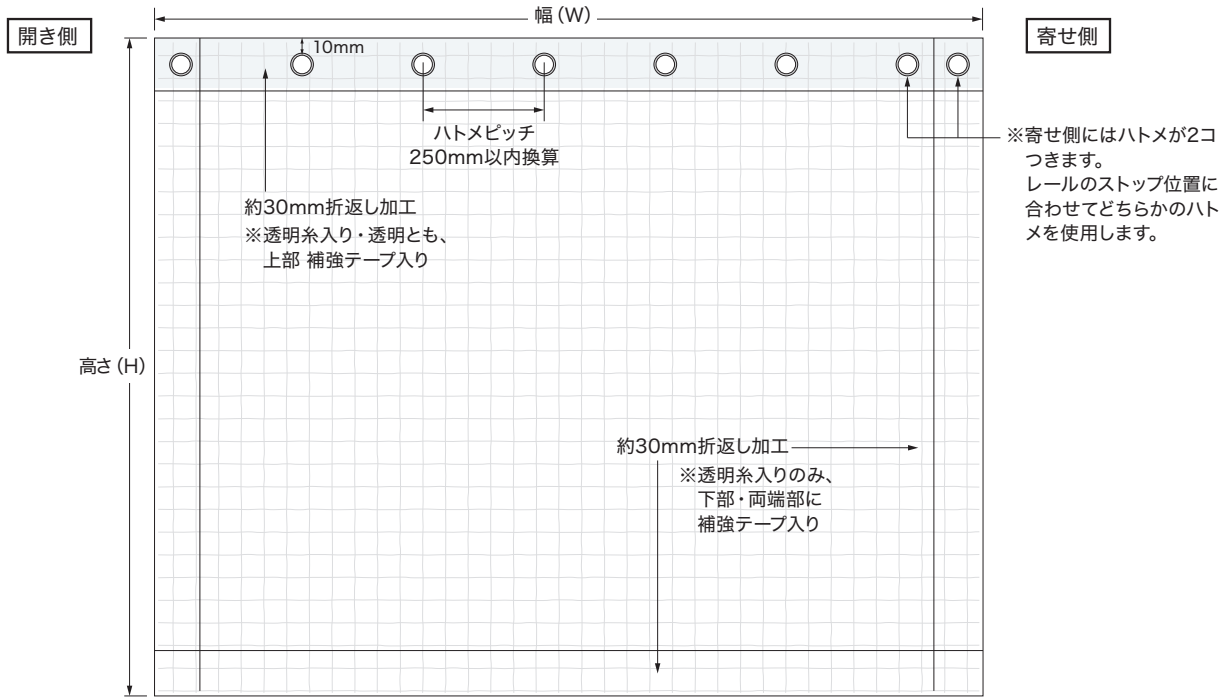 幅（W）
開き側
寄せ側
10mm
ハトメピッチ
250mm以内換算
※寄せ側にはハトメが2コ
つきます。
レールのストップ位置に
合わせてどちらかのハト
メを使用します。
約30mm折返し加工
※透明糸入り・透明とも、
上部 補強テープ入り
高さ（H）
約30mm折返し加工
※透明糸入りのみ、
下部・両端部に
補強テープ入り